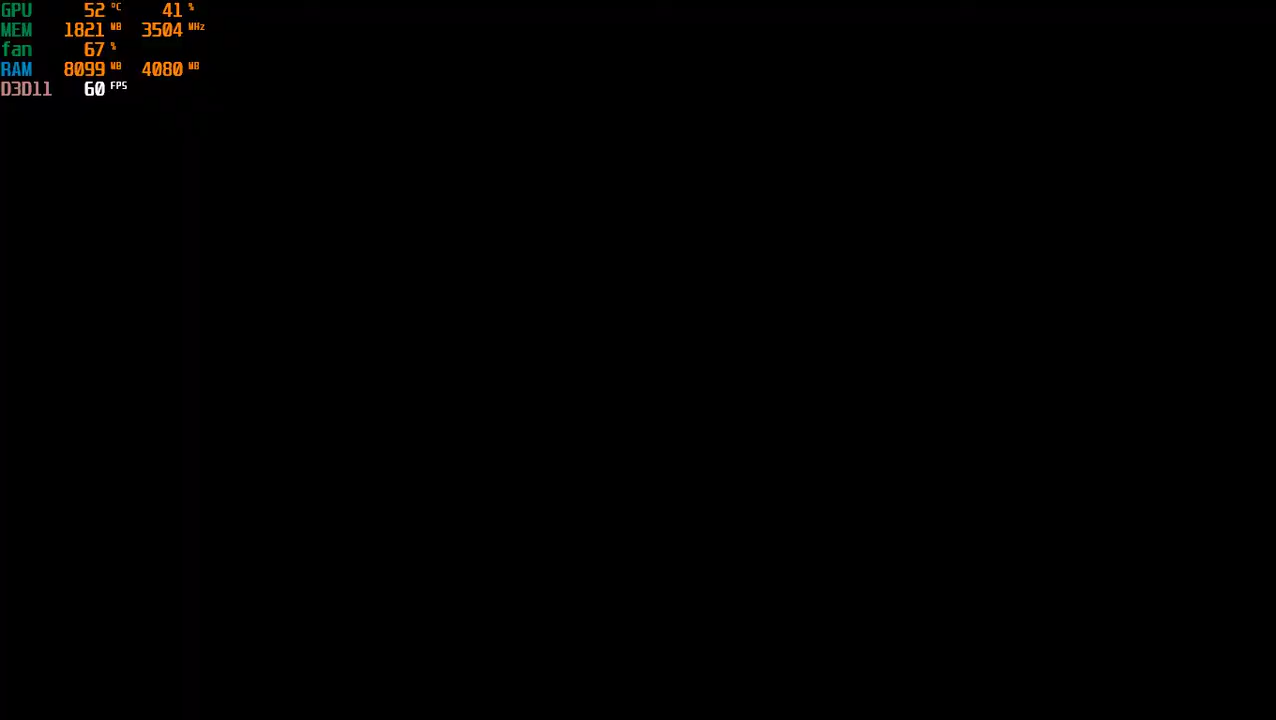 GPU 52 °C 41 %
MEM 1821 MB 3504 MHz
fan 67 %
RAM 8099 MB 4080 MB
D3D11 60 FPS